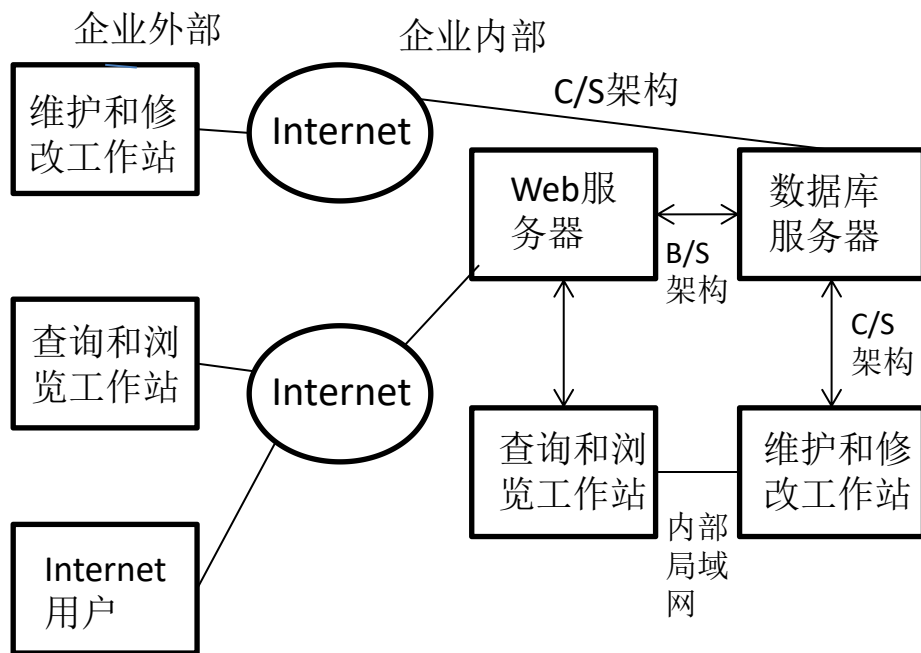 企业外部
企业内部
维护和修
改工作站
Internet
C/S架构
Web服
务器
数据库
服务器
B/S
架构
查询和浏
览工作站
Internet
C/S
架构
查询和浏
览工作站
维护和修
改工作站
内部
局域
网
Internet
用户